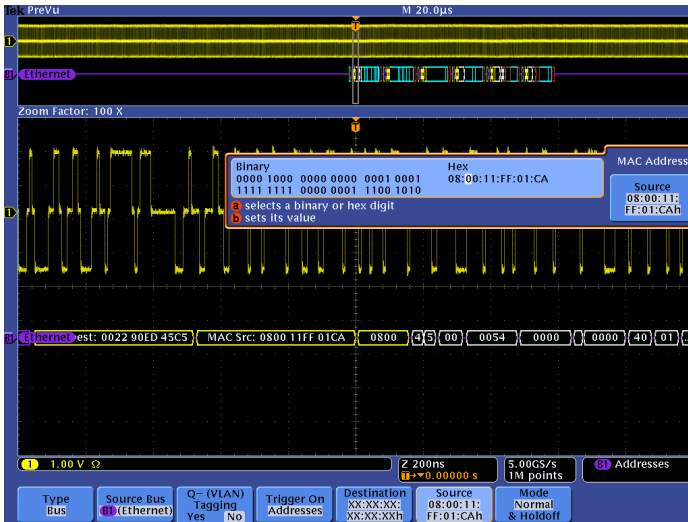 Tek PreVu M 20.0µs
1
B1 Ethernet
Zoom Factor: 100 X
Binary Hex
0000 1000 0000 0000 0001 0001 08:00:11:FF:01:CA
1111 1111 0000 0001 1100 1010
a selects a binary or hex digit
b sets its value
MAC Address
Source
08:00:11:
FF:01:CAh
1
B1 Ethernet est: 0022 90ED 45C5 MAC Src: 0800 11FF 01CA 0800 4 5 00 0054 0000 0000 40 01
1 1.00 V Ω
Z 200ns
T→▼0.00000 s
5.00GS/s
1M points
B1 Addresses
Type
Bus
Source Bus
B1 (Ethernet)
Q- (VLAN)
Tagging
Yes No
Trigger On
Addresses
Destination
XX:XX:XX:
XX:XX:XXh
Source
08:00:11:
FF:01:CAh
Mode
Normal
& Holdoff